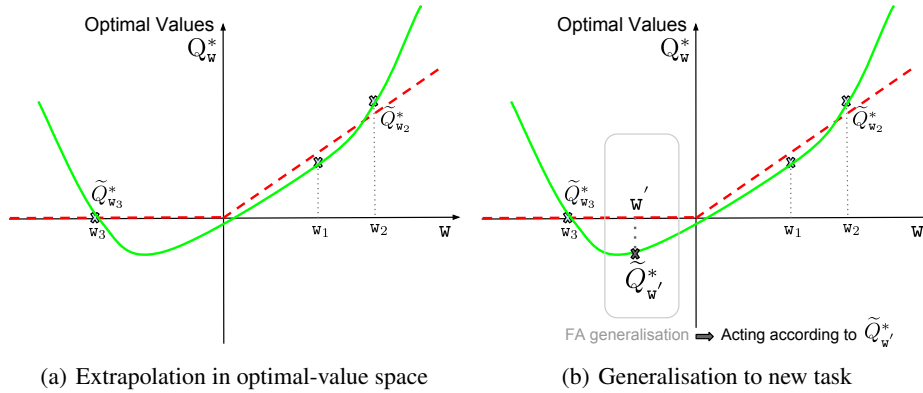 Optimal Values
Q*w
Q̃*w₂
Q̃*w₃
w₃
w₁
w₂
w
(a) Extrapolation in optimal-value space
Optimal Values
Q*w
Q̃*w₂
Q̃*w₃
w'
w₃
w₁
w₂
w
Q̃*w'
FA generalisation ⇒ Acting according to Q̃*w'
(b) Generalisation to new task